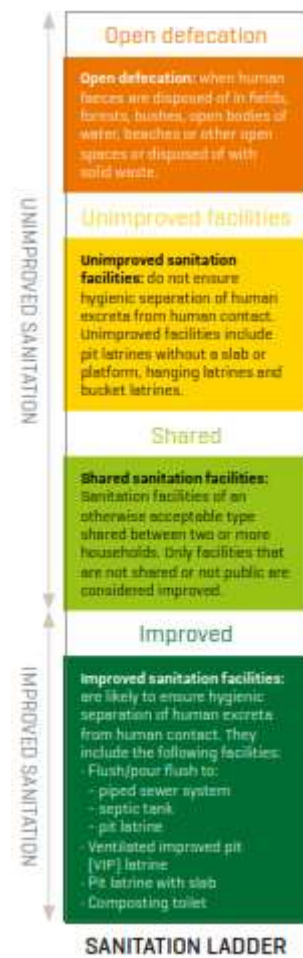 Open defecation
Open defecation: when human
faeces are disposed of in fields,
forests, bushes, open bodies of
water, beaches or other open
spaces or disposed of with
solid waste.
UNIMPROVED SANITATION
Unimproved facilities
Unimproved sanitation
facilities: do not ensure
hygienic separation of human
excreta from human contact.
Unimproved facilities include
pit latrines without a slab or
platform, hanging latrines and
bucket latrines.
Shared
Shared sanitation facilities:
Sanitation facilities of an
otherwise acceptable type
shared between two or more
households. Only facilities that
are not shared or not public are
considered improved.
Improved
IMPROVED SANITATION
Improved sanitation facilities:
are likely to ensure hygienic
separation of human excreta
from human contact. They
include the following facilities:
- Flush/pour flush to:
- piped sewer system
- septic tank
- pit latrine
- Ventilated improved pit
[VIP] latrine
- Pit latrine with slab
- Composting toilet
SANITATION LADDER